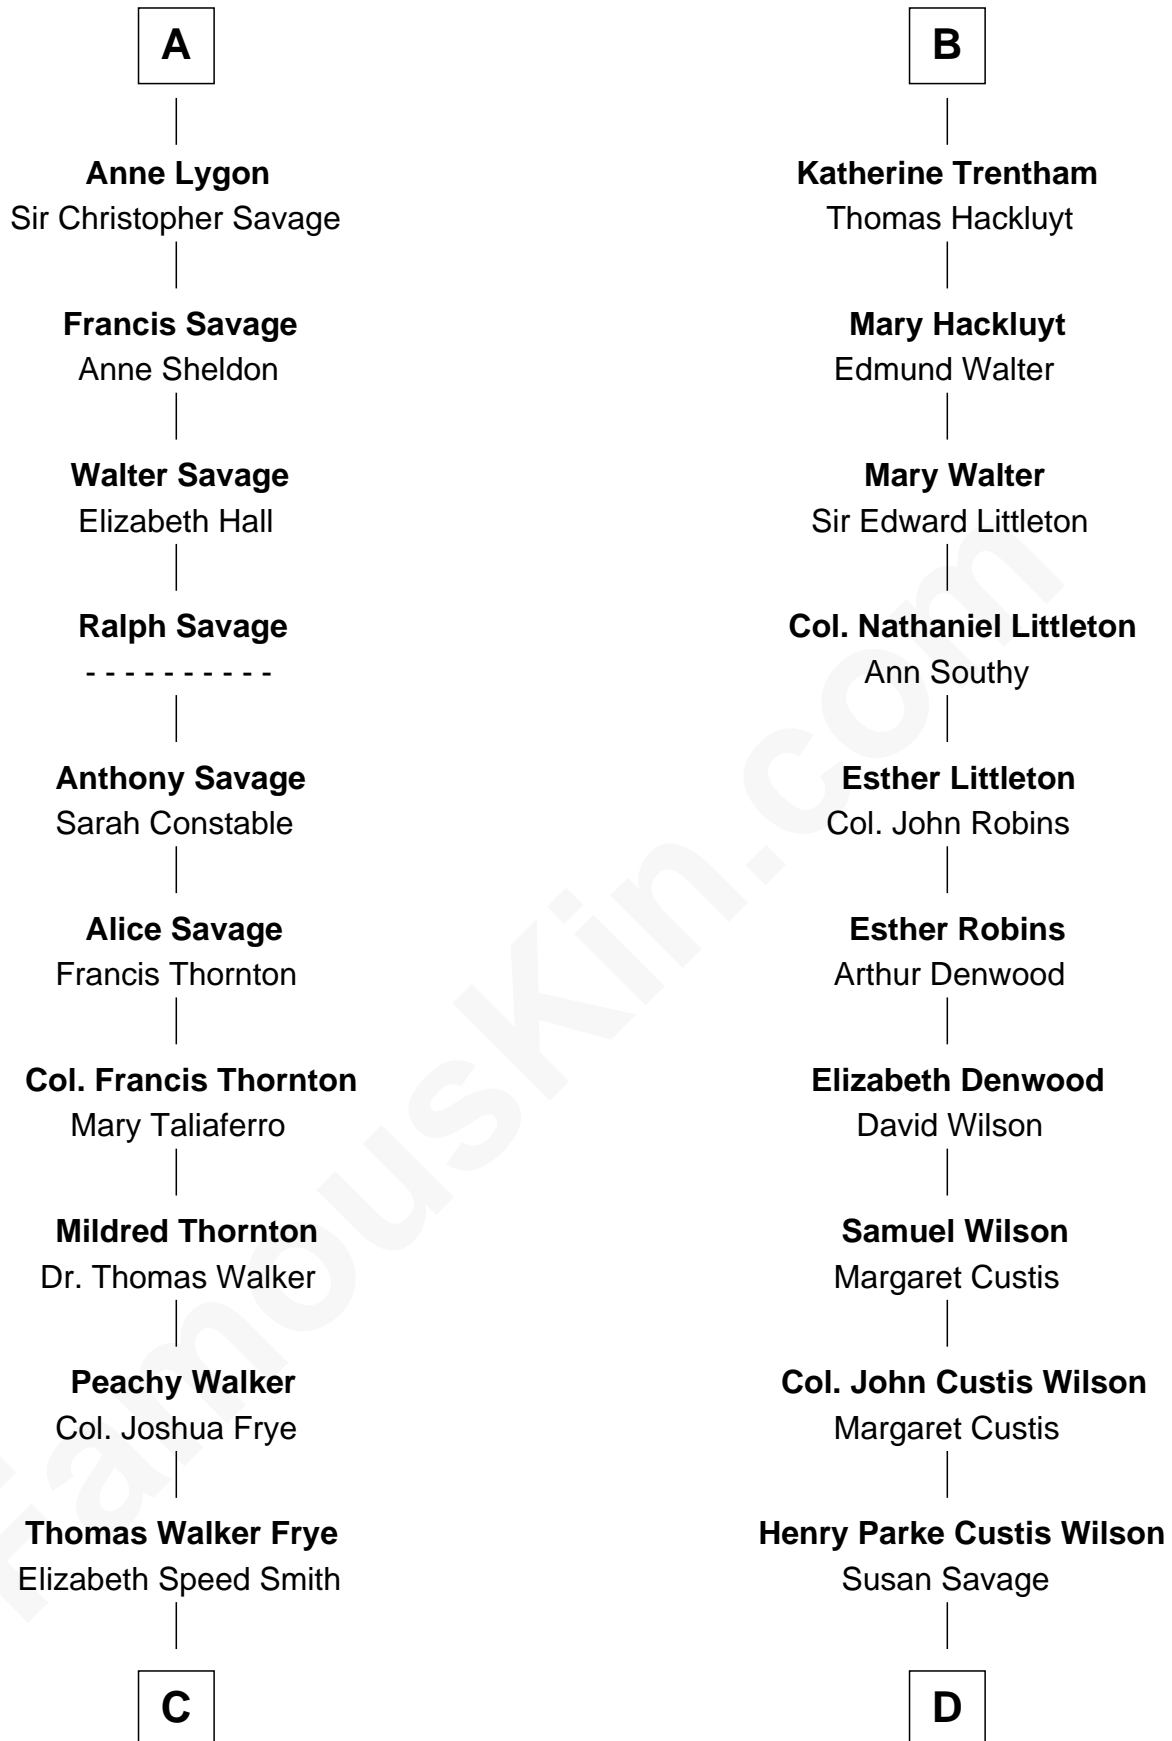 A
Anne Lygon
Sir Christopher Savage
Francis Savage
Anne Sheldon
Walter Savage
Elizabeth Hall
Ralph Savage
- - - - - - - - - -
Anthony Savage
Sarah Constable
Alice Savage
Francis Thornton
Col. Francis Thornton
Mary Taliaferro
Mildred Thornton
Dr. Thomas Walker
Peachy Walker
Col. Joshua Frye
Thomas Walker Frye
Elizabeth Speed Smith
C
B
Katherine Trentham
Thomas Hackluyt
Mary Hackluyt
Edmund Walter
Mary Walter
Sir Edward Littleton
Col. Nathaniel Littleton
Ann Southy
Esther Littleton
Col. John Robins
Esther Robins
Arthur Denwood
Elizabeth Denwood
David Wilson
Samuel Wilson
Margaret Custis
Col. John Custis Wilson
Margaret Custis
Henry Parke Custis Wilson
Susan Savage
D
FamousKin.com